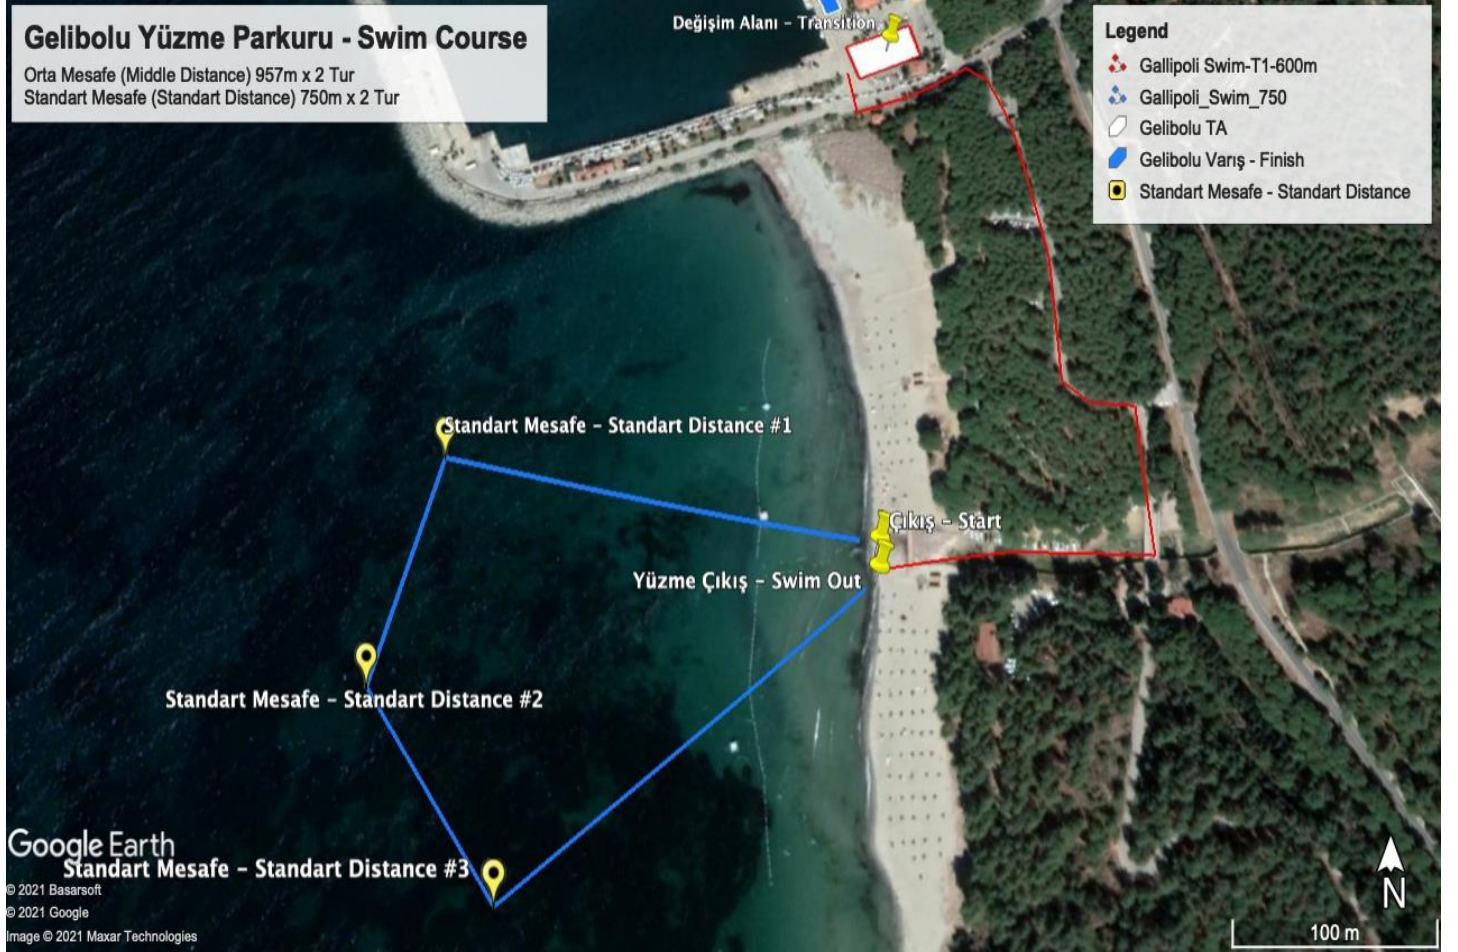 Gelibolu Yüzme Parkuru - Swim Course
Orta Mesafe (Middle Distance) 957m x 2 Tur
Standart Mesafe (Standart Distance) 750m x 2 Tur
Değişim Alanı - Transition
Legend
Gallipoli Swim-T1-600m
Gallipoli_Swim_750
Gelibolu TA
Gelibolu Varış - Finish
Standart Mesafe - Standart Distance
Standart Mesafe - Standart Distance #1
Çıkış - Start
Yüzme Çıkış - Swim Out
Standart Mesafe - Standart Distance #2
Google Earth
Standart Mesafe - Standart Distance #3
© 2021 Basarsoft
© 2021 Google
Image © 2021 Maxar Technologies
N
100 m